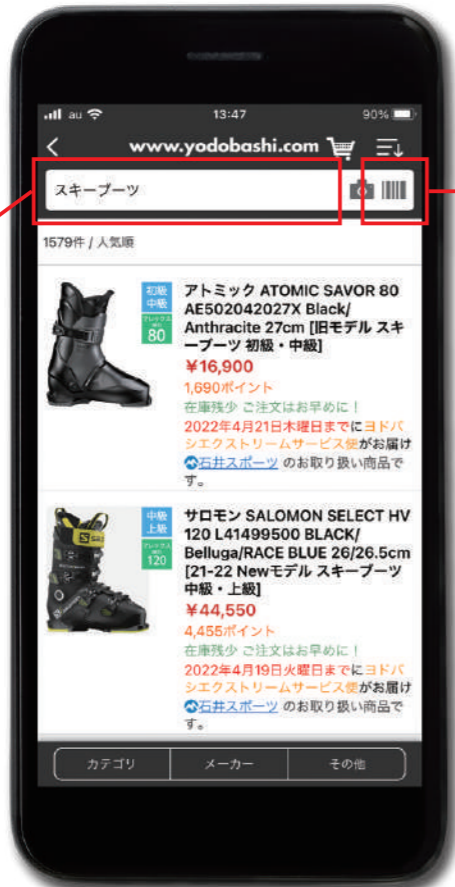 au
13:47
90%
www.yodobashi.com
スキーブーツ
1579件 / 人気順
初級
中級
80
アトミック ATOMIC SAVOR 80
AE502042027X Black/
Anthracite 27cm [旧モデル スキ
ーブーツ 初級・中級]
¥16,900
1,690ポイント
在庫残少 ご注文はお早めに！
2022年4月21日木曜日までにヨドバ
シエクストリームサービス便がお届け
石井スポーツ のお取り扱い商品で
す。
中級
上級
120
サロモン SALOMON SELECT HV
120 L41499500 BLACK/
Belluga/RACE BLUE 26/26.5cm
[21-22 Newモデル スキーブーツ
中級・上級]
¥44,550
4,455ポイント
在庫残少 ご注文はお早めに！
2022年4月19日火曜日までにヨドバ
シエクストリームサービス便がお届け
石井スポーツ のお取り扱い商品で
す。
カテゴリ
メーカー
その他